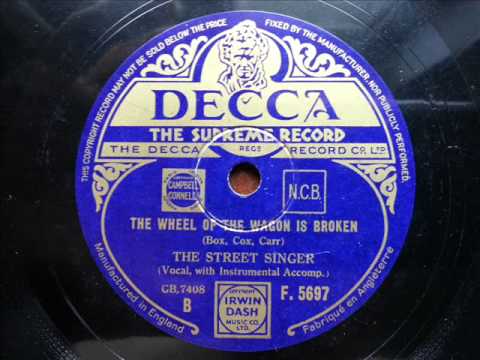 THIS COPYRIGHT RECORD MAY NOT BE SOLD BELOW THE PRICE FIXED BY THE MANUFACTURER, NOR PUBLICLY PERFORMED.
DECCA
THE SUPREME RECORD
THE DECCA REGD RECORD CO. LTD.
COPYRIGHT
CAMPBELL
CONNELLY
N.C.B.
THE WHEEL OF THE WAGON IS BROKEN
(Box, Cox, Carr)
THE STREET SINGER
(Vocal, with Instrumental Accomp.)
GB,7408
B
F. 5697
COPYRIGHT
IRWIN
DASH
MUSIC CO.
LTD.
Manufactured in England
Fabriqué en Angleterre